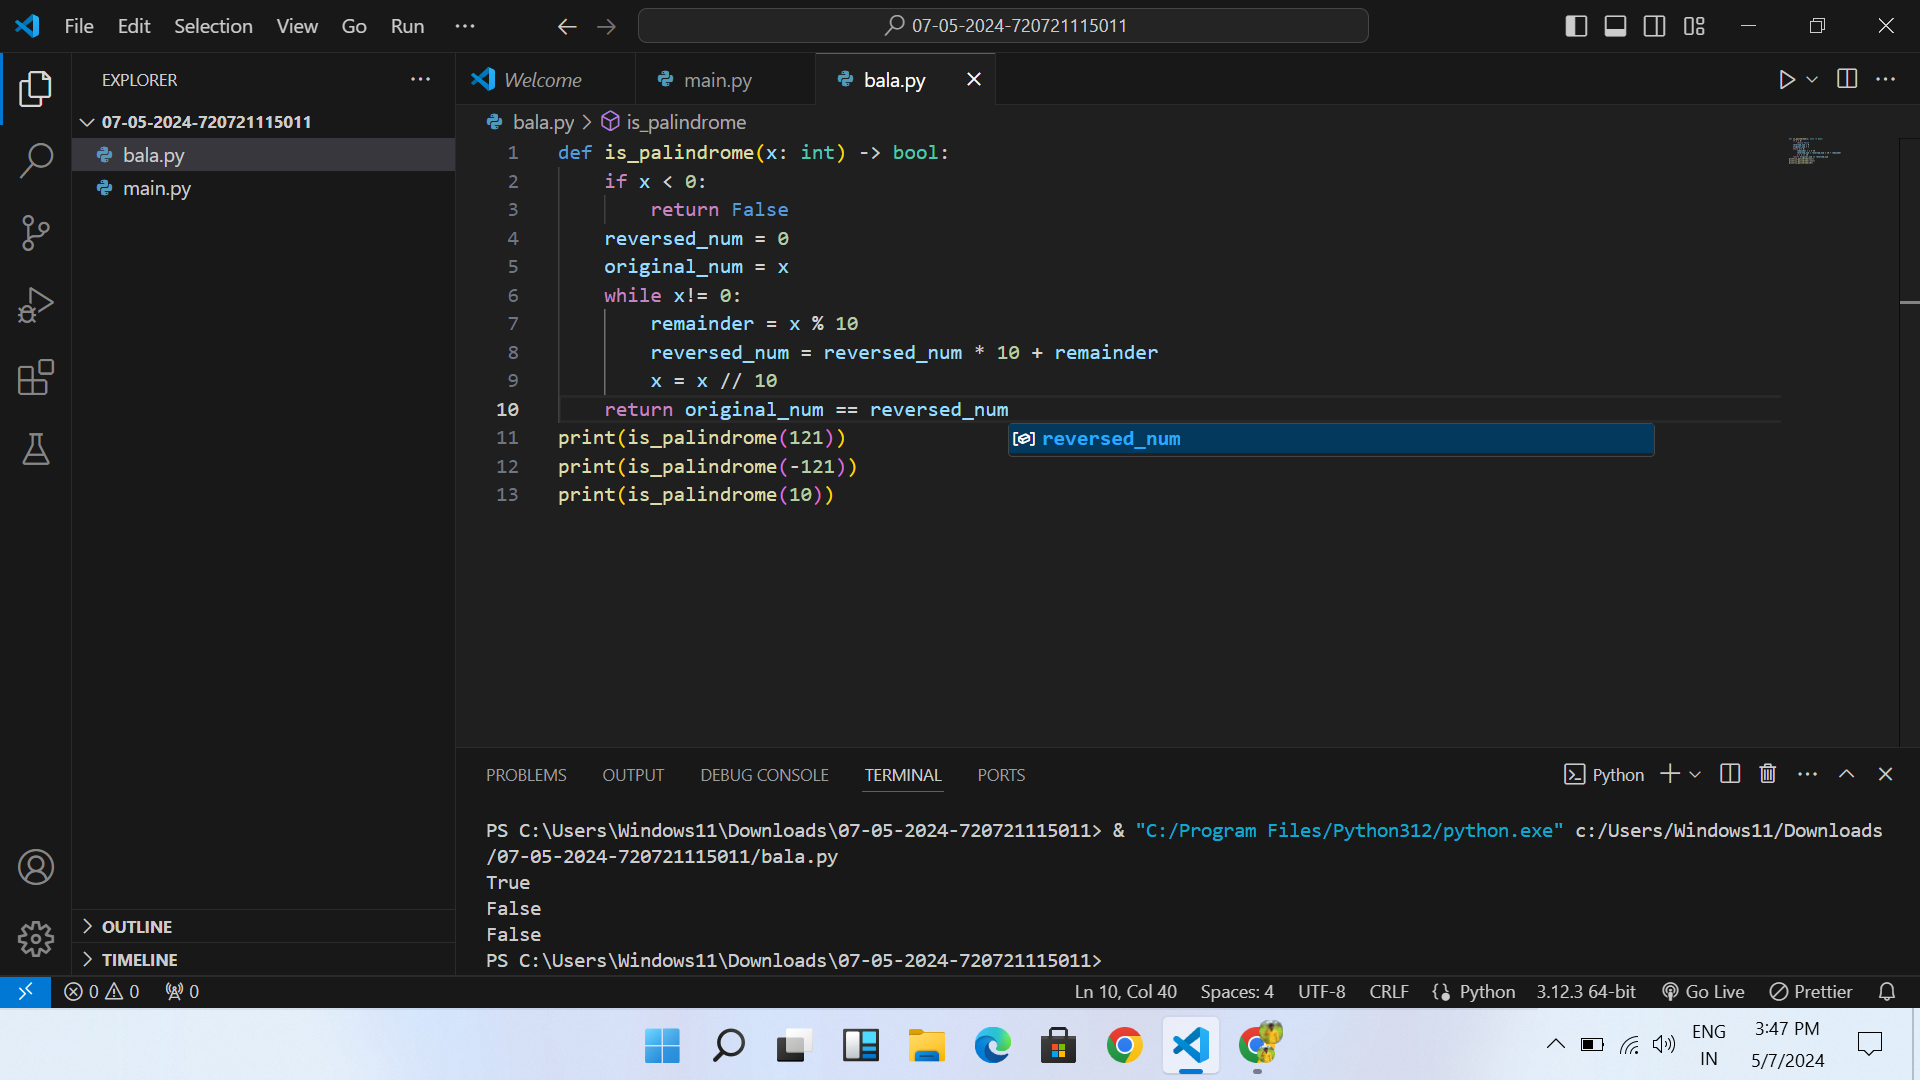 File Edit Selection View Go Run ···
07-05-2024-720721115011
EXPLORER
Welcome main.py bala.py
07-05-2024-720721115011
bala.py
main.py
bala.py > is_palindrome
1 def is_palindrome(x: int) -> bool:
2     if x < 0:
3         return False
4     reversed_num = 0
5     original_num = x
6     while x!= 0:
7         remainder = x % 10
8         reversed_num = reversed_num * 10 + remainder
9         x = x // 10
10     return original_num == reversed_num
11 print(is_palindrome(121))
reversed_num
12 print(is_palindrome(-121))
13 print(is_palindrome(10))
PROBLEMS OUTPUT DEBUG CONSOLE TERMINAL PORTS
Python
PS C:\Users\Windows11\Downloads\07-05-2024-720721115011> & "C:/Program Files/Python312/python.exe" c:/Users/Windows11/Downloads
/07-05-2024-720721115011/bala.py
True
False
False
PS C:\Users\Windows11\Downloads\07-05-2024-720721115011>
OUTLINE
TIMELINE
0 0 0 Ln 10, Col 40 Spaces: 4 UTF-8 CRLF Python 3.12.3 64-bit Go Live Prettier
ENG
IN
3:47 PM
5/7/2024